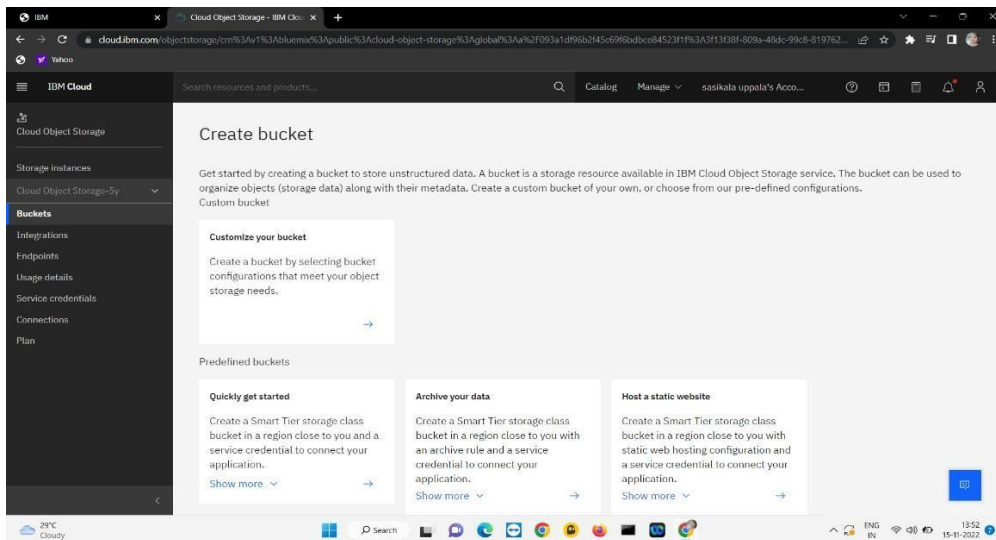 IBM
Cloud Object Storage - IBM Clou
cloud.ibm.com/objectstorage/crn%3Av1%3Abluemix%3Apublic%3Acloud-object-storage%3Aglobal%3Aa%2F093a1df96b2f45c69f6bdbce84523f1f%3A3f13f38f-809a-48dc-99c8-819762...
Yahoo
IBM Cloud
Search resources and products...
Catalog
Manage
sasikala uppala's Acco...
Cloud Object Storage
Storage instances
Cloud Object Storage-5y
Buckets
Integrations
Endpoints
Usage details
Service credentials
Connections
Plan
Create bucket
Get started by creating a bucket to store unstructured data. A bucket is a storage resource available in IBM Cloud Object Storage service. The bucket can be used to
organize objects (storage data) along with their metadata. Create a custom bucket of your own, or choose from our pre-defined configurations.
Custom bucket
Customize your bucket
Create a bucket by selecting bucket
configurations that meet your object
storage needs.
Predefined buckets
Quickly get started
Create a Smart Tier storage class
bucket in a region close to you and a
service credential to connect your
application.
Show more
Archive your data
Create a Smart Tier storage class
bucket in a region close to you with
an archive rule and a service
credential to connect your
application.
Show more
Host a static website
Create a Smart Tier storage class
bucket in a region close to you with
static web hosting configuration and
a service credential to connect your
application.
Show more
29°C
Cloudy
Search
ENG
IN
13:52
15-11-2022
7